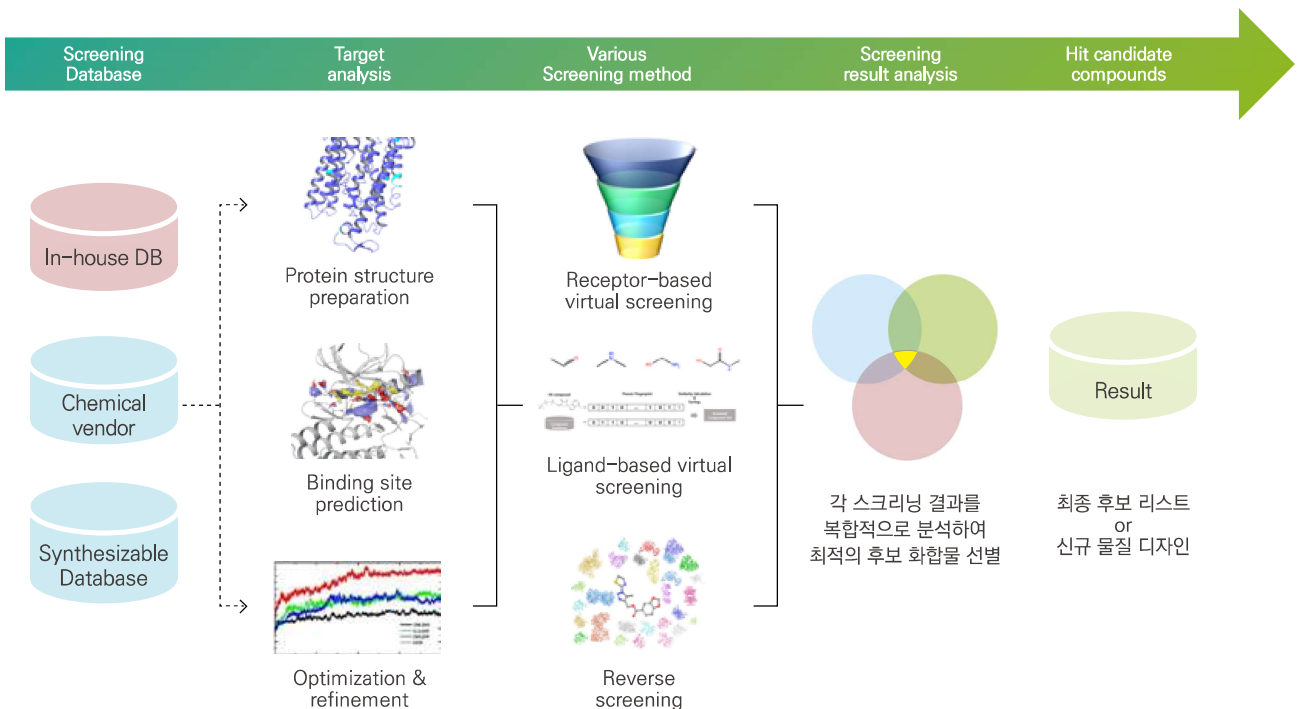 Screening
Database
Target
analysis
Various
Screening method
Screening
result analysis
Hit candidate
compounds
In-house DB
Chemical
vendor
Synthesizable
Database
Protein structure
preparation
Binding site
prediction
Optimization &
refinement
Receptor-based
virtual screening
Ligand-based virtual
screening
Reverse
screening
각 스크리닝 결과를
복합적으로 분석하여
최적의 후보 화합물 선별
Result
최종 후보 리스트
or
신규 물질 디자인